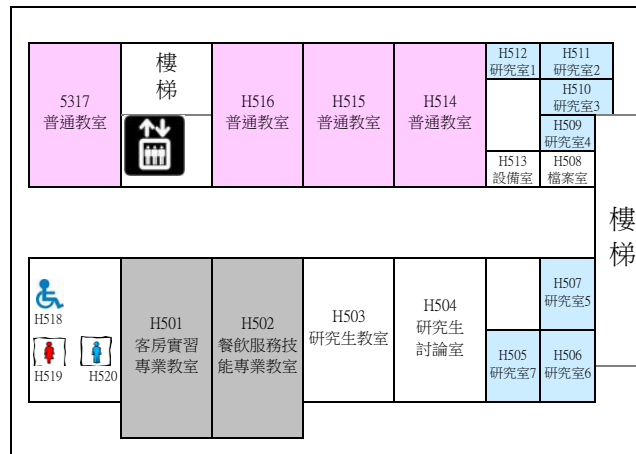 5317
普通教室
樓
梯
H516
普通教室
H515
普通教室
H514
普通教室
H512
研究室1
H511
研究室2
H510
研究室3
H509
研究室4
H513
設備室
H508
檔案室
樓
梯
H518
H519
H520
H501
客房實習
專業教室
H502
餐飲服務技
能專業教室
H503
研究生教室
H504
研究生
討論室
H507
研究室5
H505
研究室7
H506
研究室6